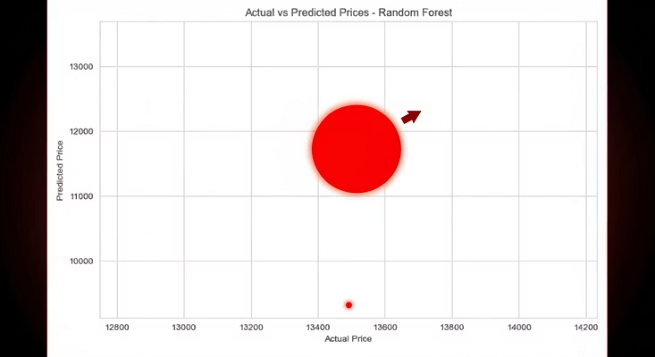 Actual vs Predicted Prices - Random Forest
13000
12000
11000
10000
Predicted Price
12800 13000 13200 13400 13600 13800 14000 14200
Actual Price